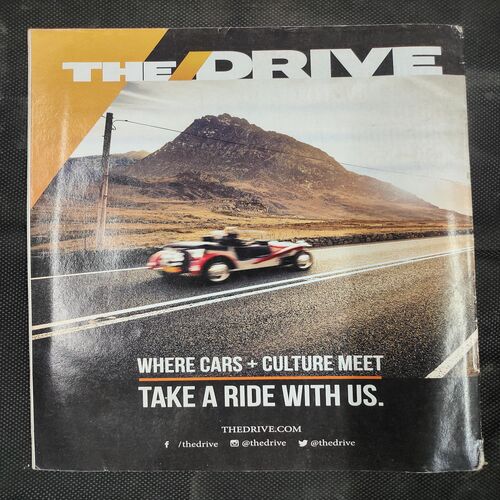 THE/DRIVE
WHERE CARS + CULTURE MEET
TAKE A RIDE WITH US.
THEDRIVE.COM
f /thedrive @thedrive @thedrive